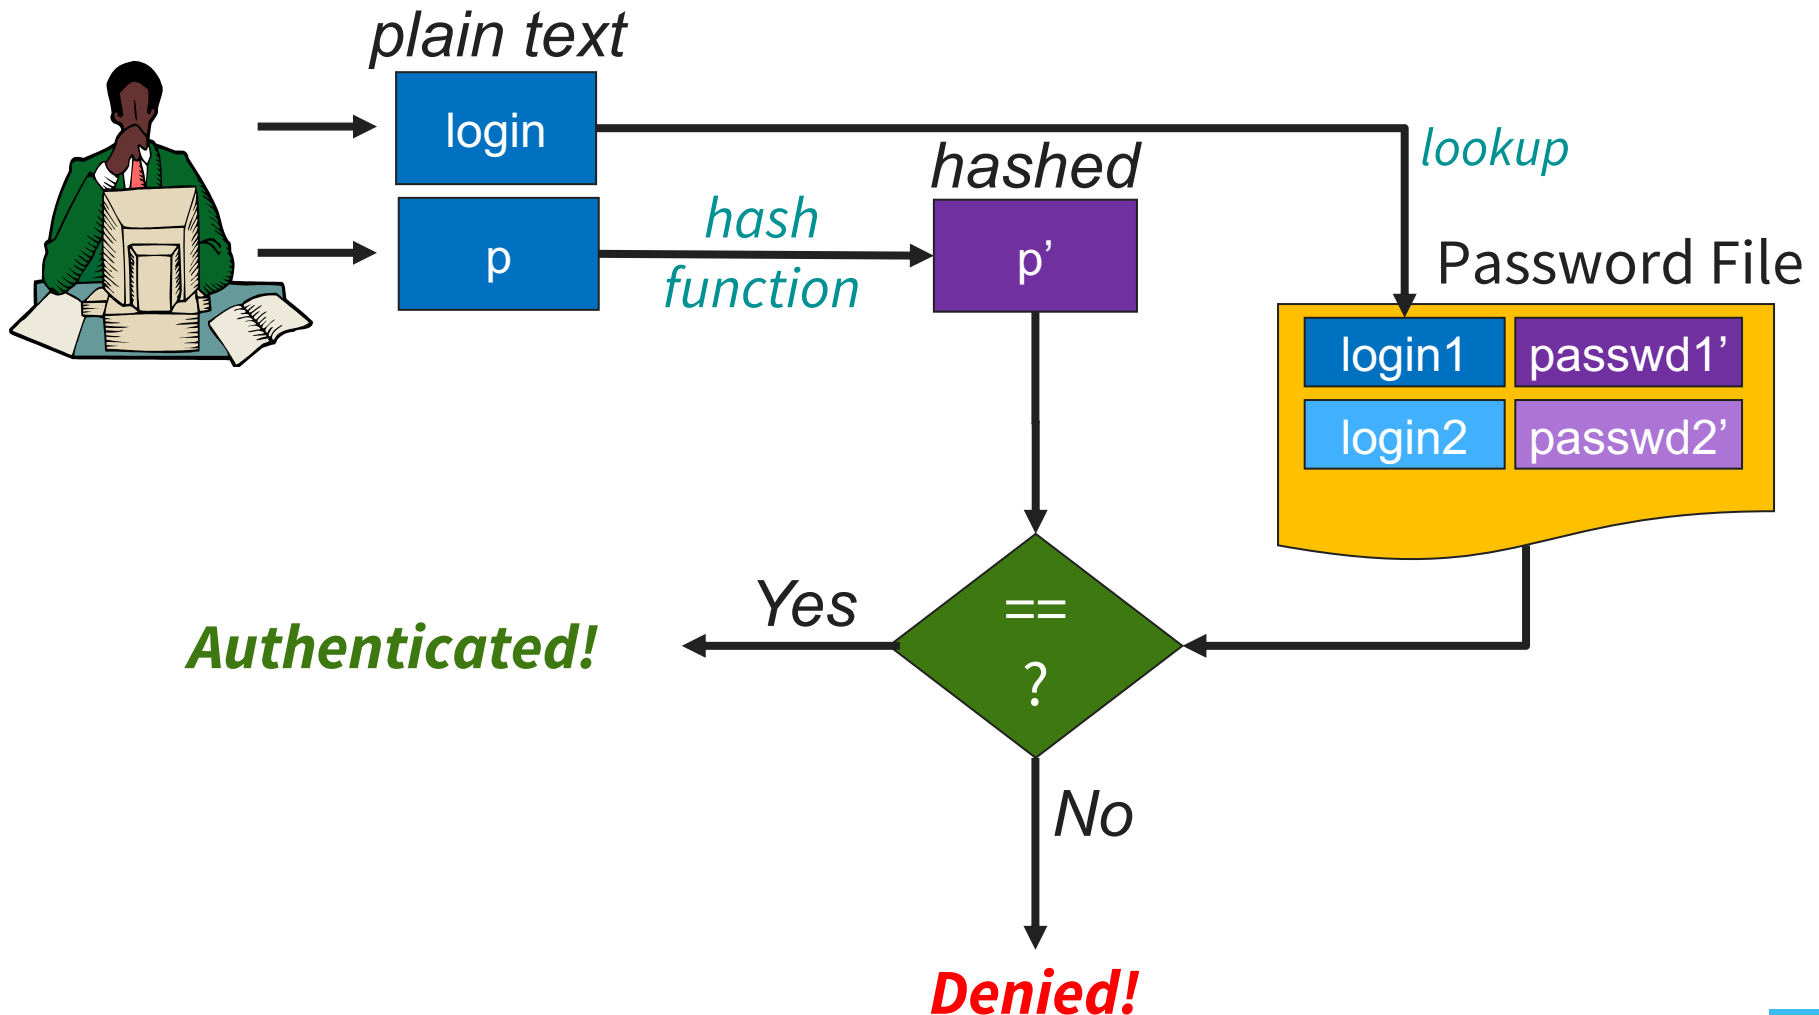 plain text
login
lookup
hashed
hash
function
p
p’
Password File
login1
passwd1’
login2
passwd2’
==
?
Yes
Authenticated!
No
Denied!